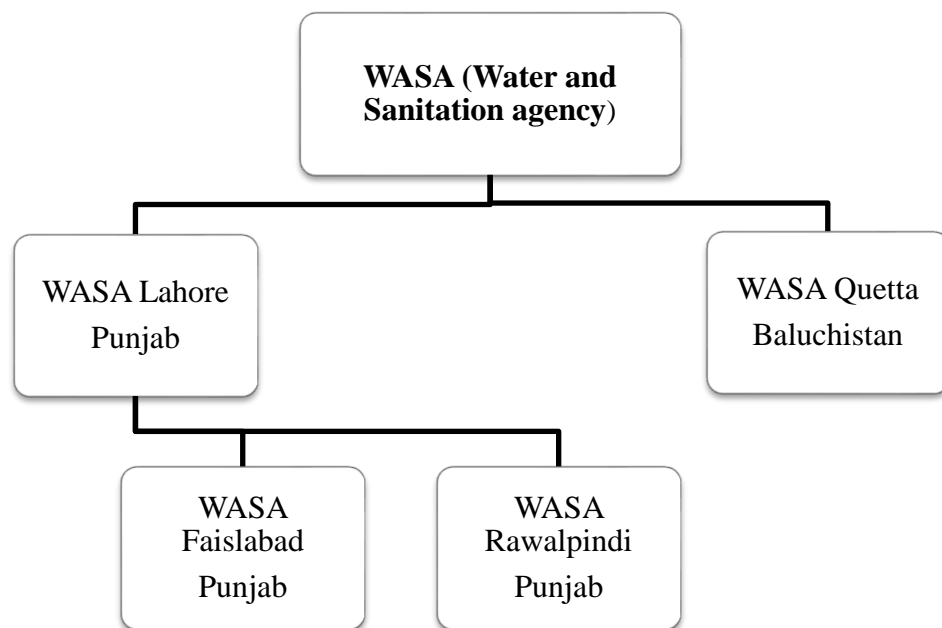 WASA (Water and
Sanitation agency)
WASA Lahore
Punjab
WASA Quetta
Baluchistan
WASA
Faislabad
Punjab
WASA
Rawalpindi
Punjab